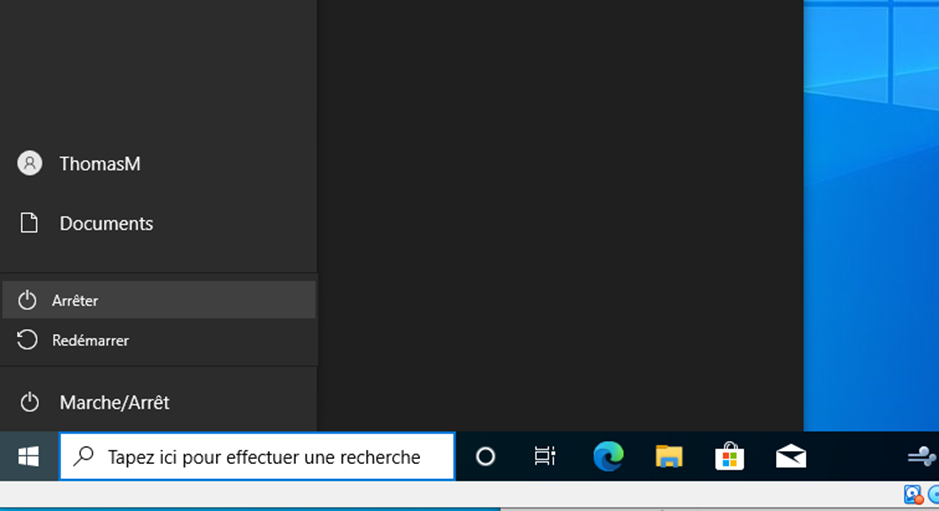 ThomasM
Documents
Arrêter
Redémarrer
Marche/Arrêt
Tapez ici pour effectuer une recherche